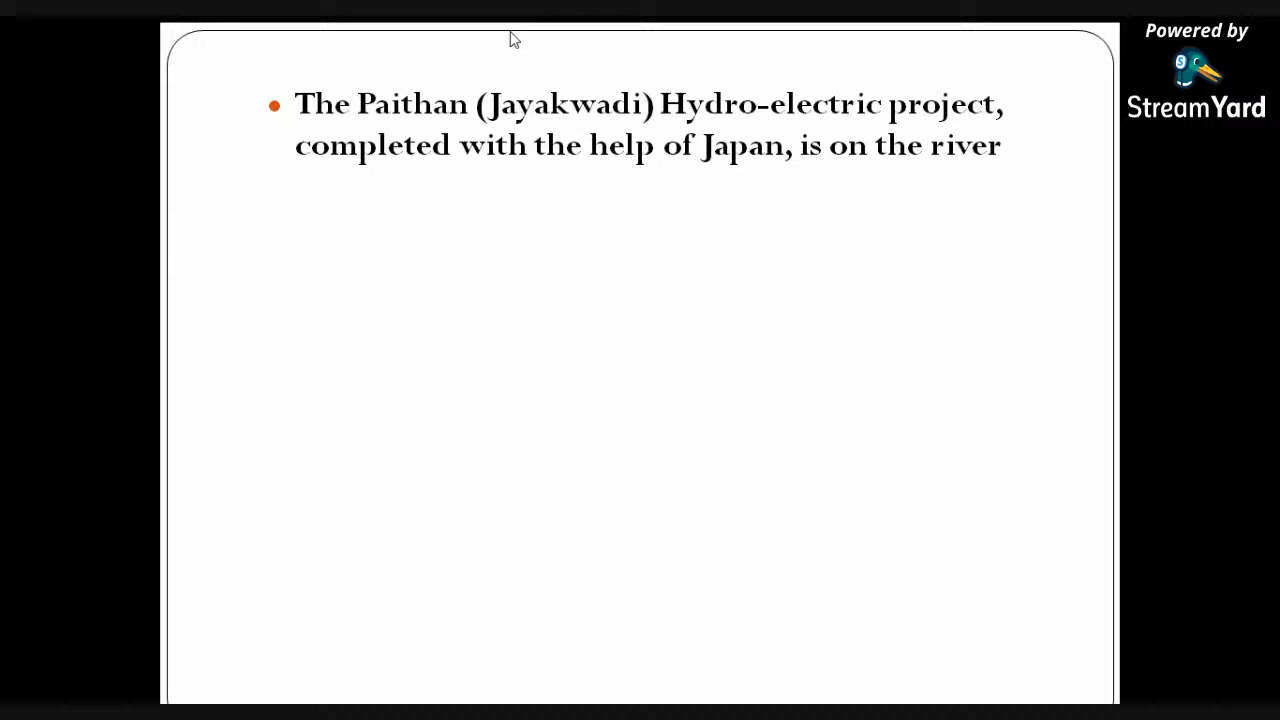 Powered by
StreamYard
The Paithan (Jayakwadi) Hydro-electric project,
completed with the help of Japan, is on the river